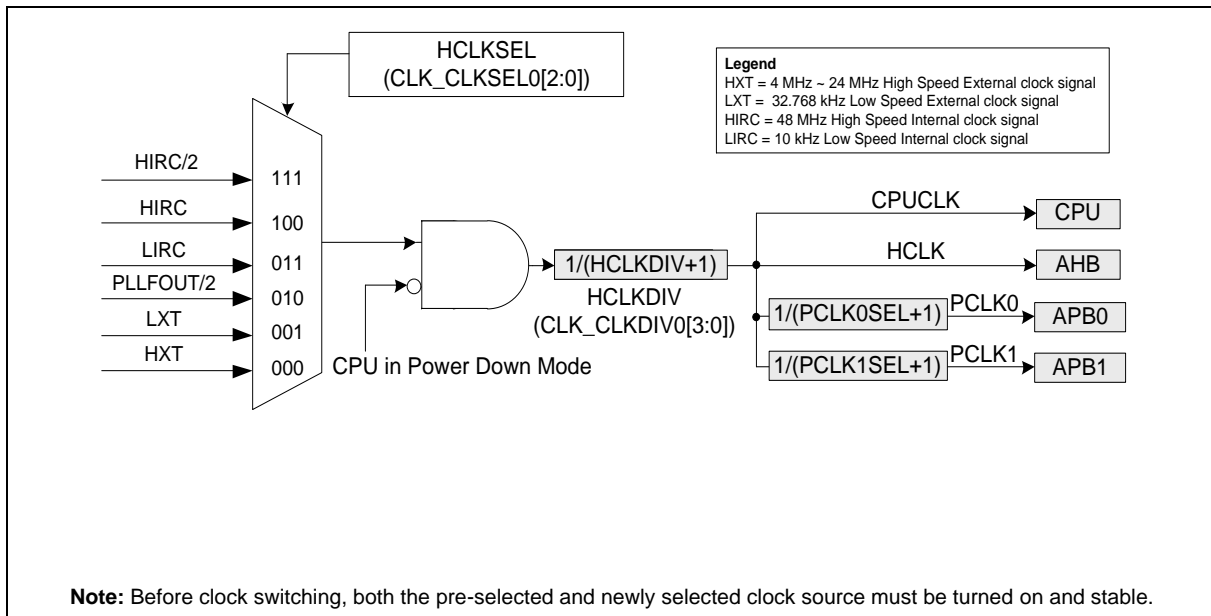 HCLKSEL
(CLK_CLKSEL0[2:0])
Legend
HXT = 4 MHz ~ 24 MHz High Speed External clock signal
LXT = 32.768 kHz Low Speed External clock signal
HIRC = 48 MHz High Speed Internal clock signal
LIRC = 10 kHz Low Speed Internal clock signal
HIRC/2
111
HIRC
100
LIRC
011
PLLFOUT/2
010
LXT
001
HXT
000
CPU in Power Down Mode
1/(HCLKDIV+1)
HCLKDIV
(CLK_CLKDIV0[3:0])
CPUCLK
CPU
HCLK
AHB
1/(PCLK0SEL+1)
PCLK0
APB0
1/(PCLK1SEL+1)
PCLK1
APB1
Note: Before clock switching, both the pre-selected and newly selected clock source must be turned on and stable.